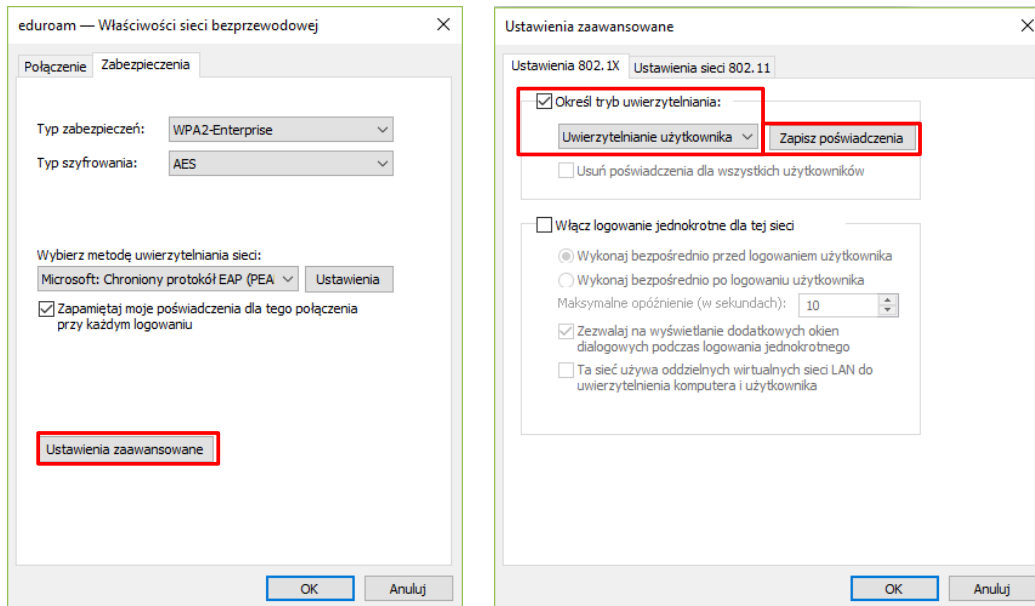 eduroam — Właściwości sieci bezprzewodowej
Połączenie
Zabezpieczenia
Typ zabezpieczeń:
WPA2-Enterprise
Typ szyfrowania:
AES
Wybierz metodę uwierzytelniania sieci:
Microsoft: Chroniony protokół EAP (PEA
Ustawienia
Zapamiętaj moje poświadczenia dla tego połączenia
przy każdym logowaniu
Ustawienia zaawansowane
OK
Anuluj
Ustawienia zaawansowane
Ustawienia 802.1X
Ustawienia sieci 802.11
Określ tryb uwierzytelniania:
Uwierzytelnianie użytkownika
Zapisz poświadczenia
Usuń poświadczenia dla wszystkich użytkowników
Włącz logowanie jednokrotne dla tej sieci
Wykonaj bezpośrednio przed logowaniem użytkownika
Wykonaj bezpośrednio po logowaniu użytkownika
Maksymalne opóźnienie (w sekundach):
10
Zezwalaj na wyświetlanie dodatkowych okien
dialogowych podczas logowania jednokrotnego
Ta sieć używa oddzielnych wirtualnych sieci LAN do
uwierzytelnienia komputera i użytkownika
OK
Anuluj